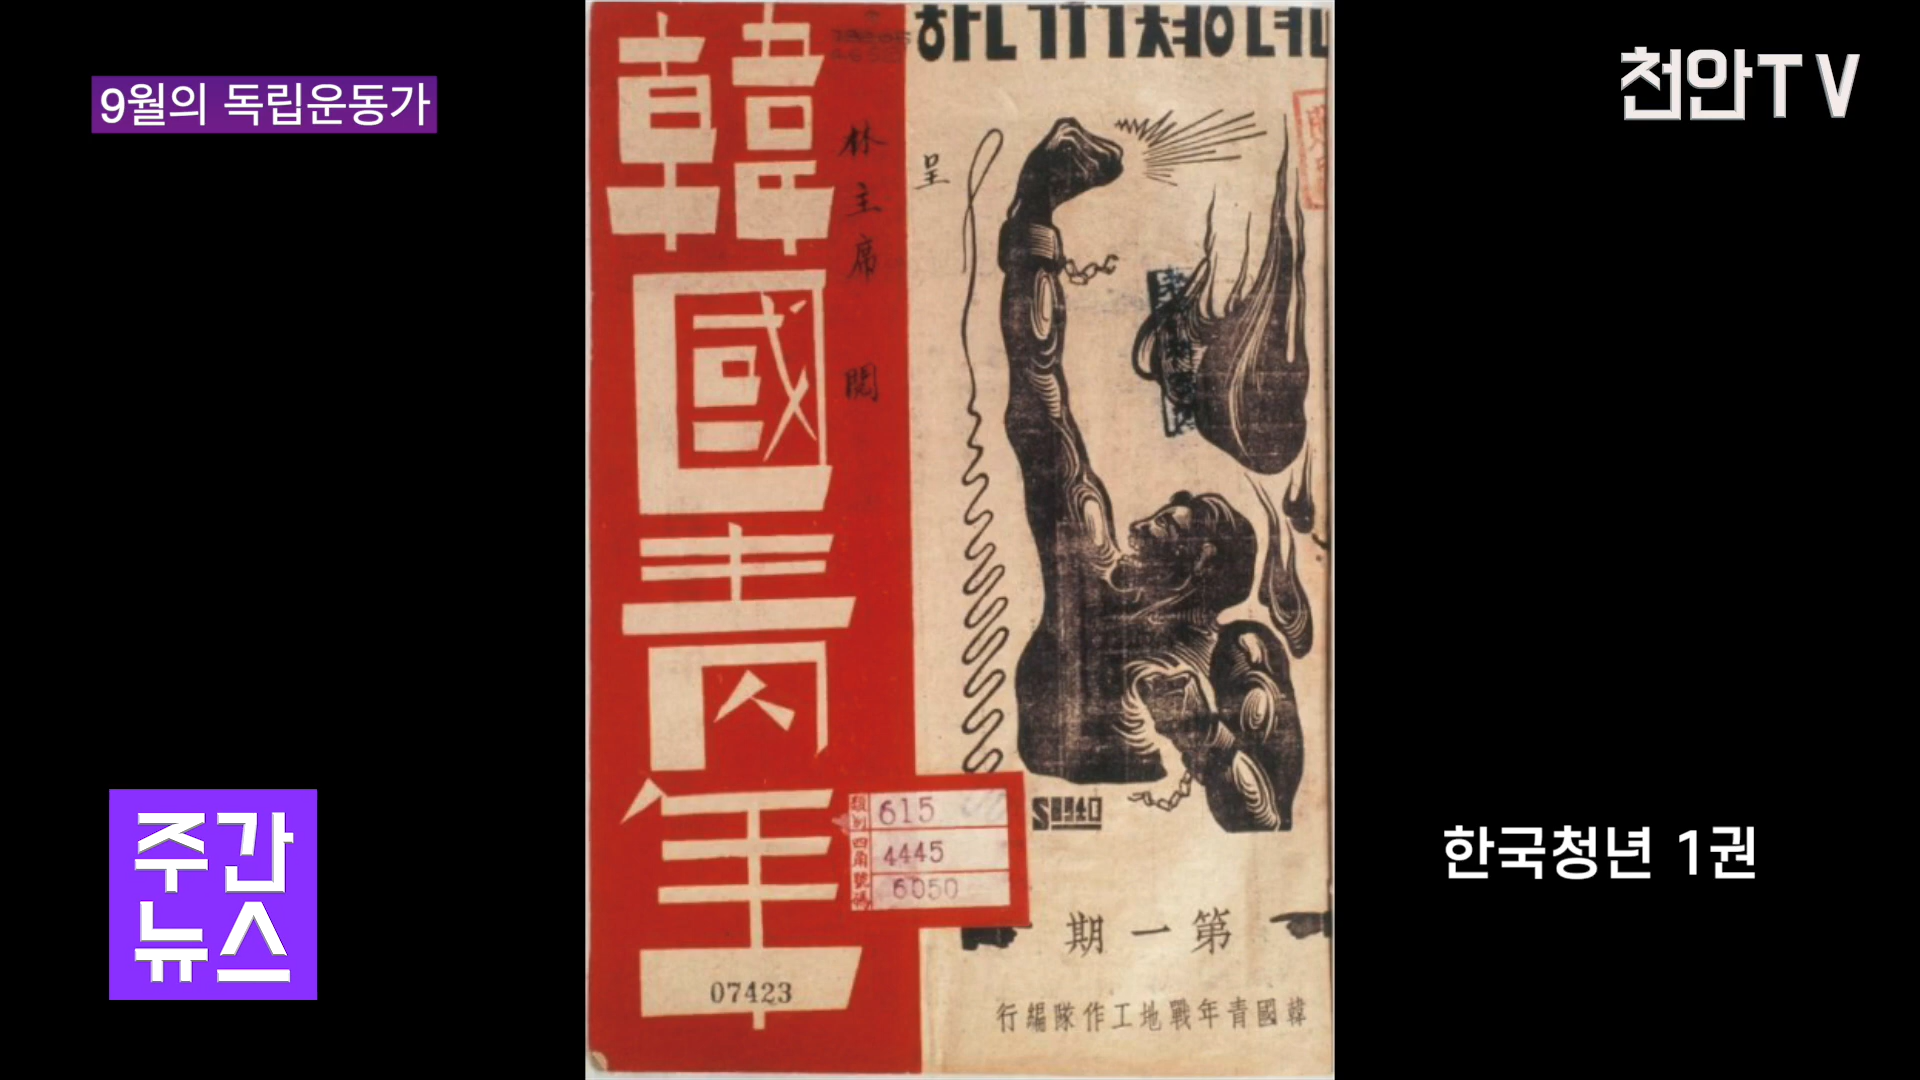 9월의 독립운동가
천안TV
韓國青年
林主席 閱
呈
615
4445
6050
第一期
韓國青年戰地工作隊編行
07423
주간
뉴스
한국청년 1권